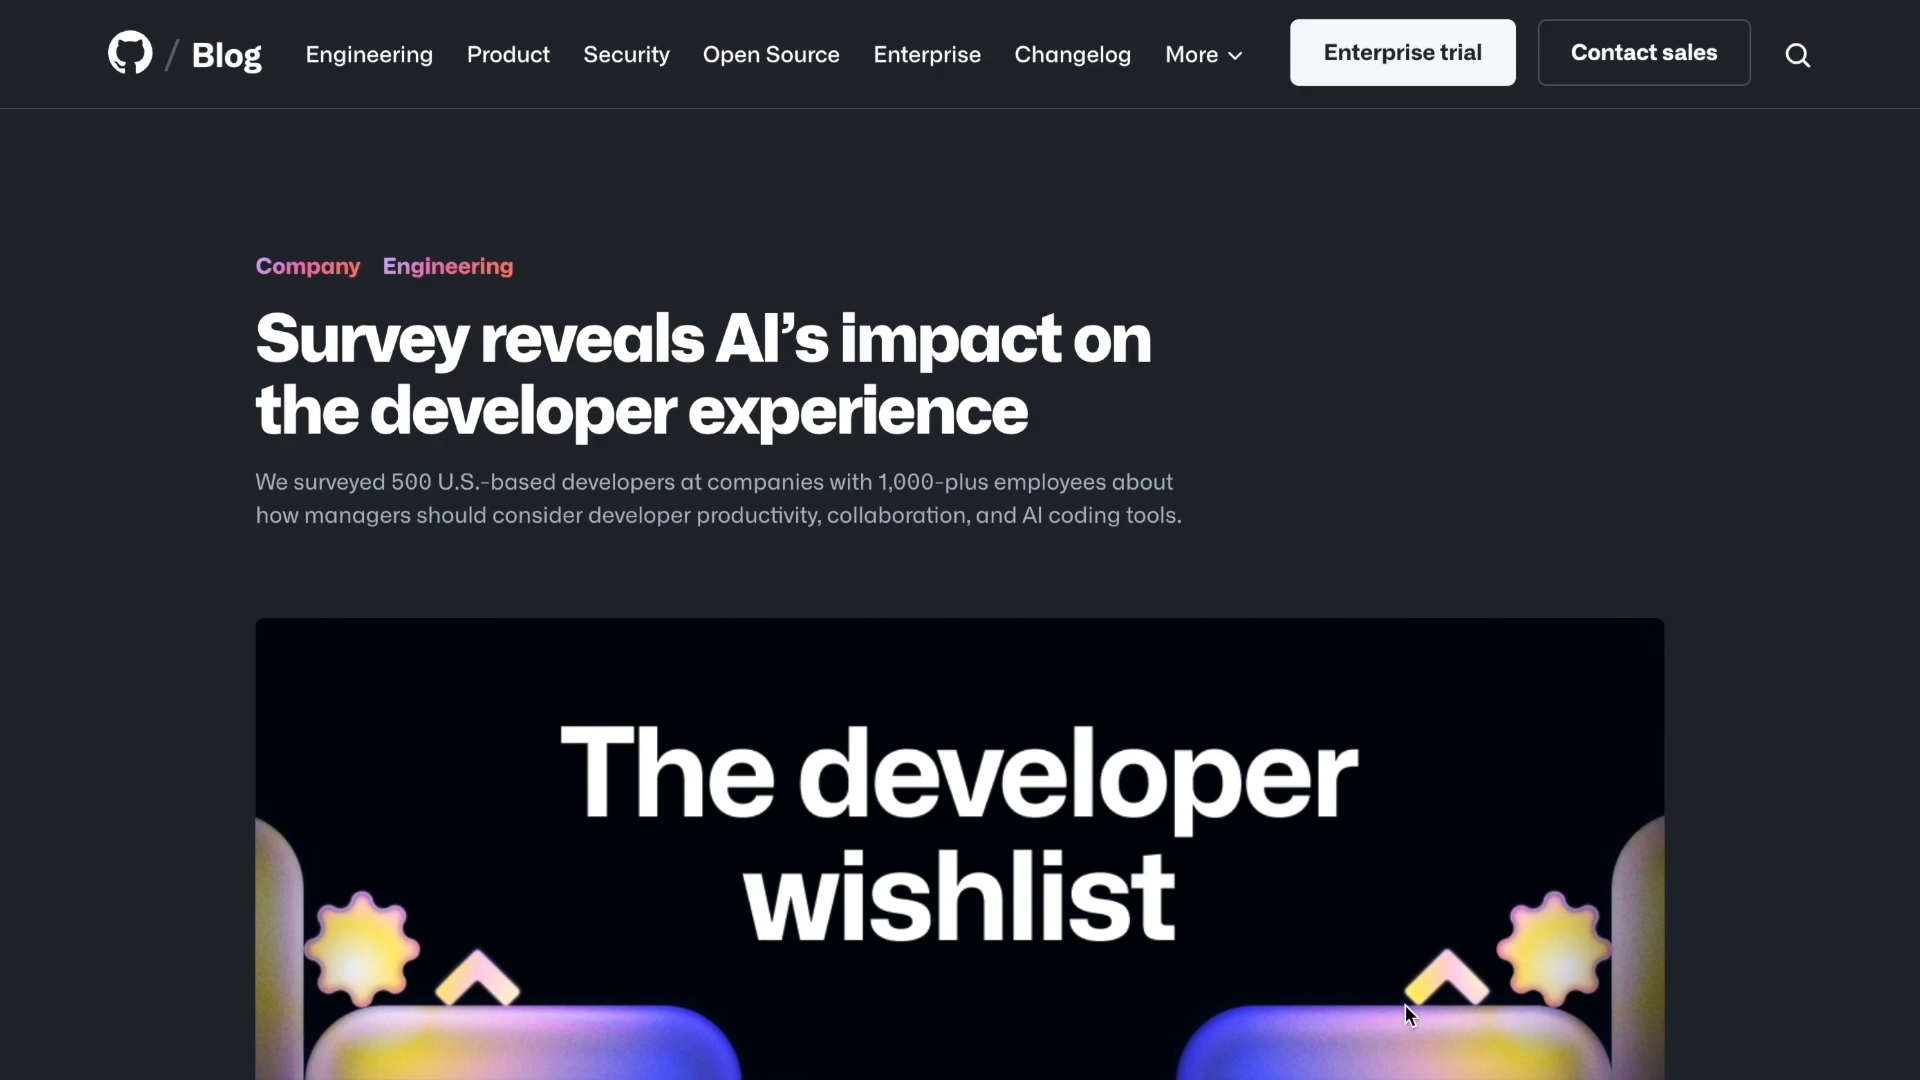 / Blog Engineering Product Security Open Source Enterprise Changelog More Enterprise trial Contact sales
Company Engineering
Survey reveals AI’s impact on
the developer experience
We surveyed 500 U.S.-based developers at companies with 1,000-plus employees about
how managers should consider developer productivity, collaboration, and AI coding tools.
The developer
wishlist